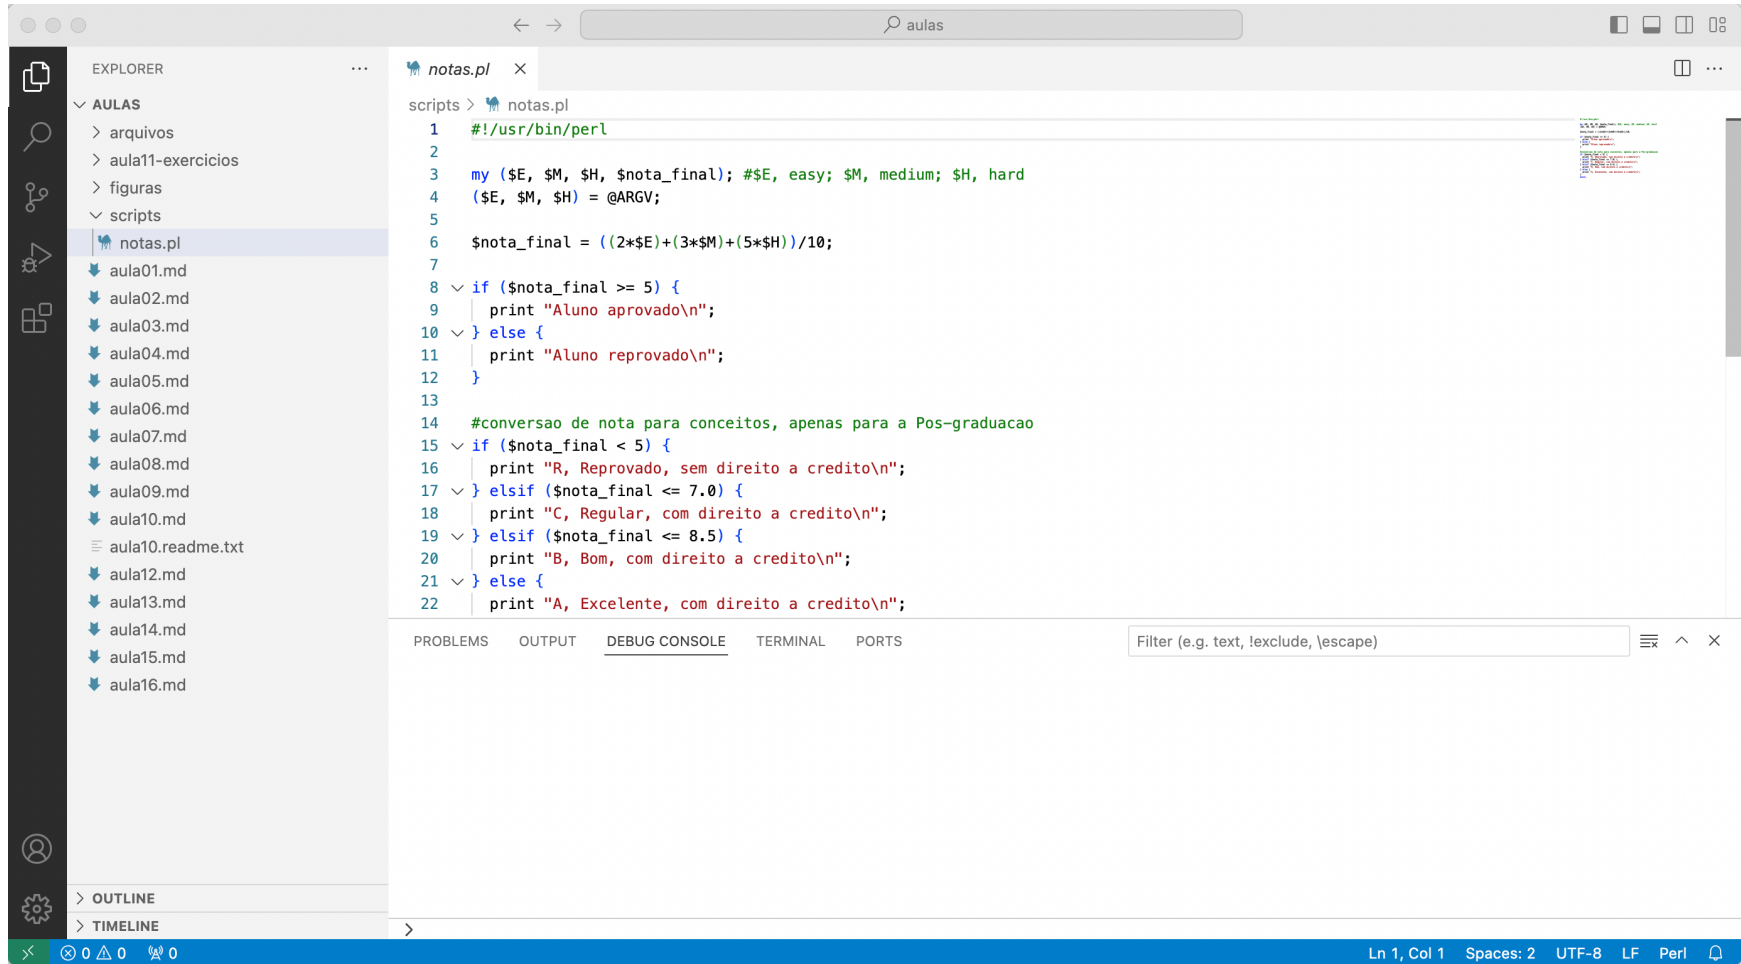 aulas
EXPLORER
AULAS
arquivos
aula11-exercicios
figuras
scripts
notas.pl
aula01.md
aula02.md
aula03.md
aula04.md
aula05.md
aula06.md
aula07.md
aula08.md
aula09.md
aula10.md
aula10.readme.txt
aula12.md
aula13.md
aula14.md
aula15.md
aula16.md
OUTLINE
TIMELINE
notas.pl
scripts > notas.pl
1 #!/usr/bin/perl
2
3 my ($E, $M, $H, $nota_final); #$E, easy; $M, medium; $H, hard
4 ($E, $M, $H) = @ARGV;
5
6 $nota_final = ((2*$E)+(3*$M)+(5*$H))/10;
7
8 if ($nota_final >= 5) {
9 print "Aluno aprovado\n";
10 } else {
11 print "Aluno reprovado\n";
12 }
13
14 #conversao de nota para conceitos, apenas para a Pos-graduacao
15 if ($nota_final < 5) {
16 print "R, Reprovado, sem direito a credito\n";
17 } elsif ($nota_final <= 7.0) {
18 print "C, Regular, com direito a credito\n";
19 } elsif ($nota_final <= 8.5) {
20 print "B, Bom, com direito a credito\n";
21 } else {
22 print "A, Excelente, com direito a credito\n";
PROBLEMS OUTPUT DEBUG CONSOLE TERMINAL PORTS Filter (e.g. text, !exclude, \escape)
0 0 0 Ln 1, Col 1 Spaces: 2 UTF-8 LF Perl